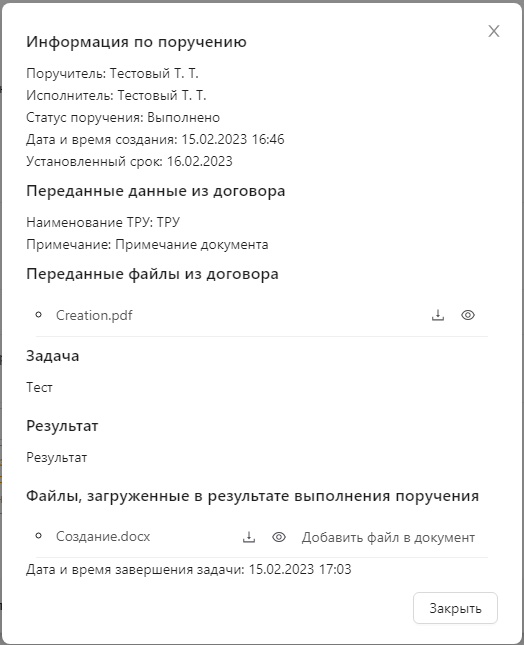 Информация по поручению
Поручитель: Тестовый Т. Т.
Исполнитель: Тестовый Т. Т.
Статус поручения: Выполнено
Дата и время создания: 15.02.2023 16:46
Установленный срок: 16.02.2023
Переданные данные из договора
Наименование ТРУ: ТРУ
Примечание: Примечание документа
Переданные файлы из договора
Creation.pdf
Задача
Тест
Результат
Результат
Файлы, загруженные в результате выполнения поручения
Создание.docx Добавить файл в документ
Дата и время завершения задачи: 15.02.2023 17:03
Закрыть